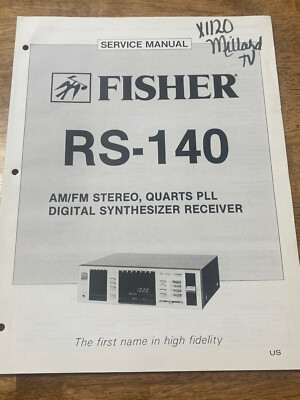 SERVICE MANUAL
X1120
Millard
TV
FISHER
RS-140
AM/FM STEREO, QUARTS PLL
DIGITAL SYNTHESIZER RECEIVER
The first name in high fidelity
US